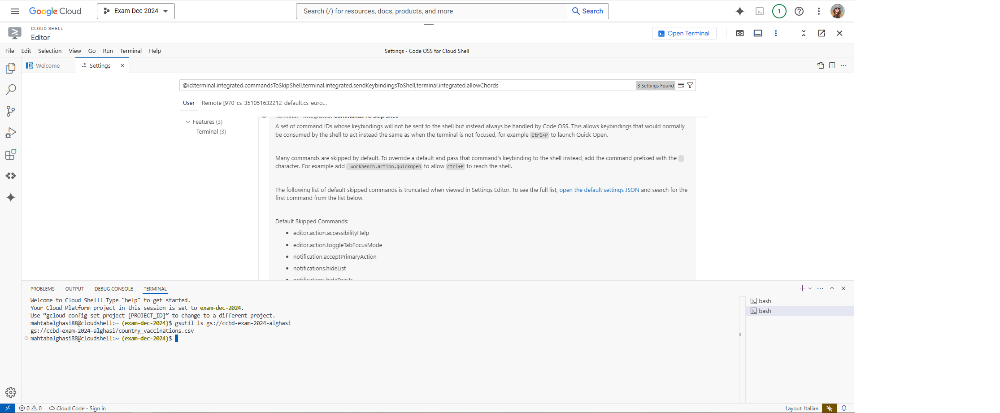 Google Cloud
Exam-Dec-2024
Search (/) for resources, docs, products, and more
Search
1
CLOUD SHELL
Editor
Open Terminal
File Edit Selection View Go Run Terminal Help
Settings - Code OSS for Cloud Shell
Welcome
Settings
@id:terminal.integrated.commandsToSkipShell,terminal.integrated.sendKeybindingsToShell,terminal.integrated.allowChords
3 Settings Found
User
Remote [970-cs-351051632212-default.cs-euro...
Features (3)
Terminal (3)
Terminal › Integrated: Commands To Skip Shell
A set of command IDs whose keybindings will not be sent to the shell but instead always be handled by Code OSS. This allows keybindings that would normally
be consumed by the shell to act instead the same as when the terminal is not focused, for example Ctrl+P to launch Quick Open.
Many commands are skipped by default. To override a default and pass that command's keybinding to the shell instead, add the command prefixed with the -
character. For example add -workbench.action.quickOpen to allow Ctrl+P to reach the shell.
The following list of default skipped commands is truncated when viewed in Settings Editor. To see the full list, open the default settings JSON and search for the
first command from the list below.
Default Skipped Commands:
• editor.action.accessibilityHelp
• editor.action.toggleTabFocusMode
• notification.acceptPrimaryAction
• notifications.hideList
• notifications.hideToasts
PROBLEMS OUTPUT DEBUG CONSOLE TERMINAL
Welcome to Cloud Shell! Type "help" to get started.
Your Cloud Platform project in this session is set to exam-dec-2024.
Use “gcloud config set project [PROJECT_ID]” to change to a different project.
mahtabalghasi88@cloudshell:~ (exam-dec-2024)$ gsutil ls gs://ccbd-exam-2024-alghasi
gs://ccbd-exam-2024-alghasi/country_vaccinations.csv
mahtabalghasi88@cloudshell:~ (exam-dec-2024)$
bash
bash
0 0 Cloud Code - Sign in
Layout: Italian